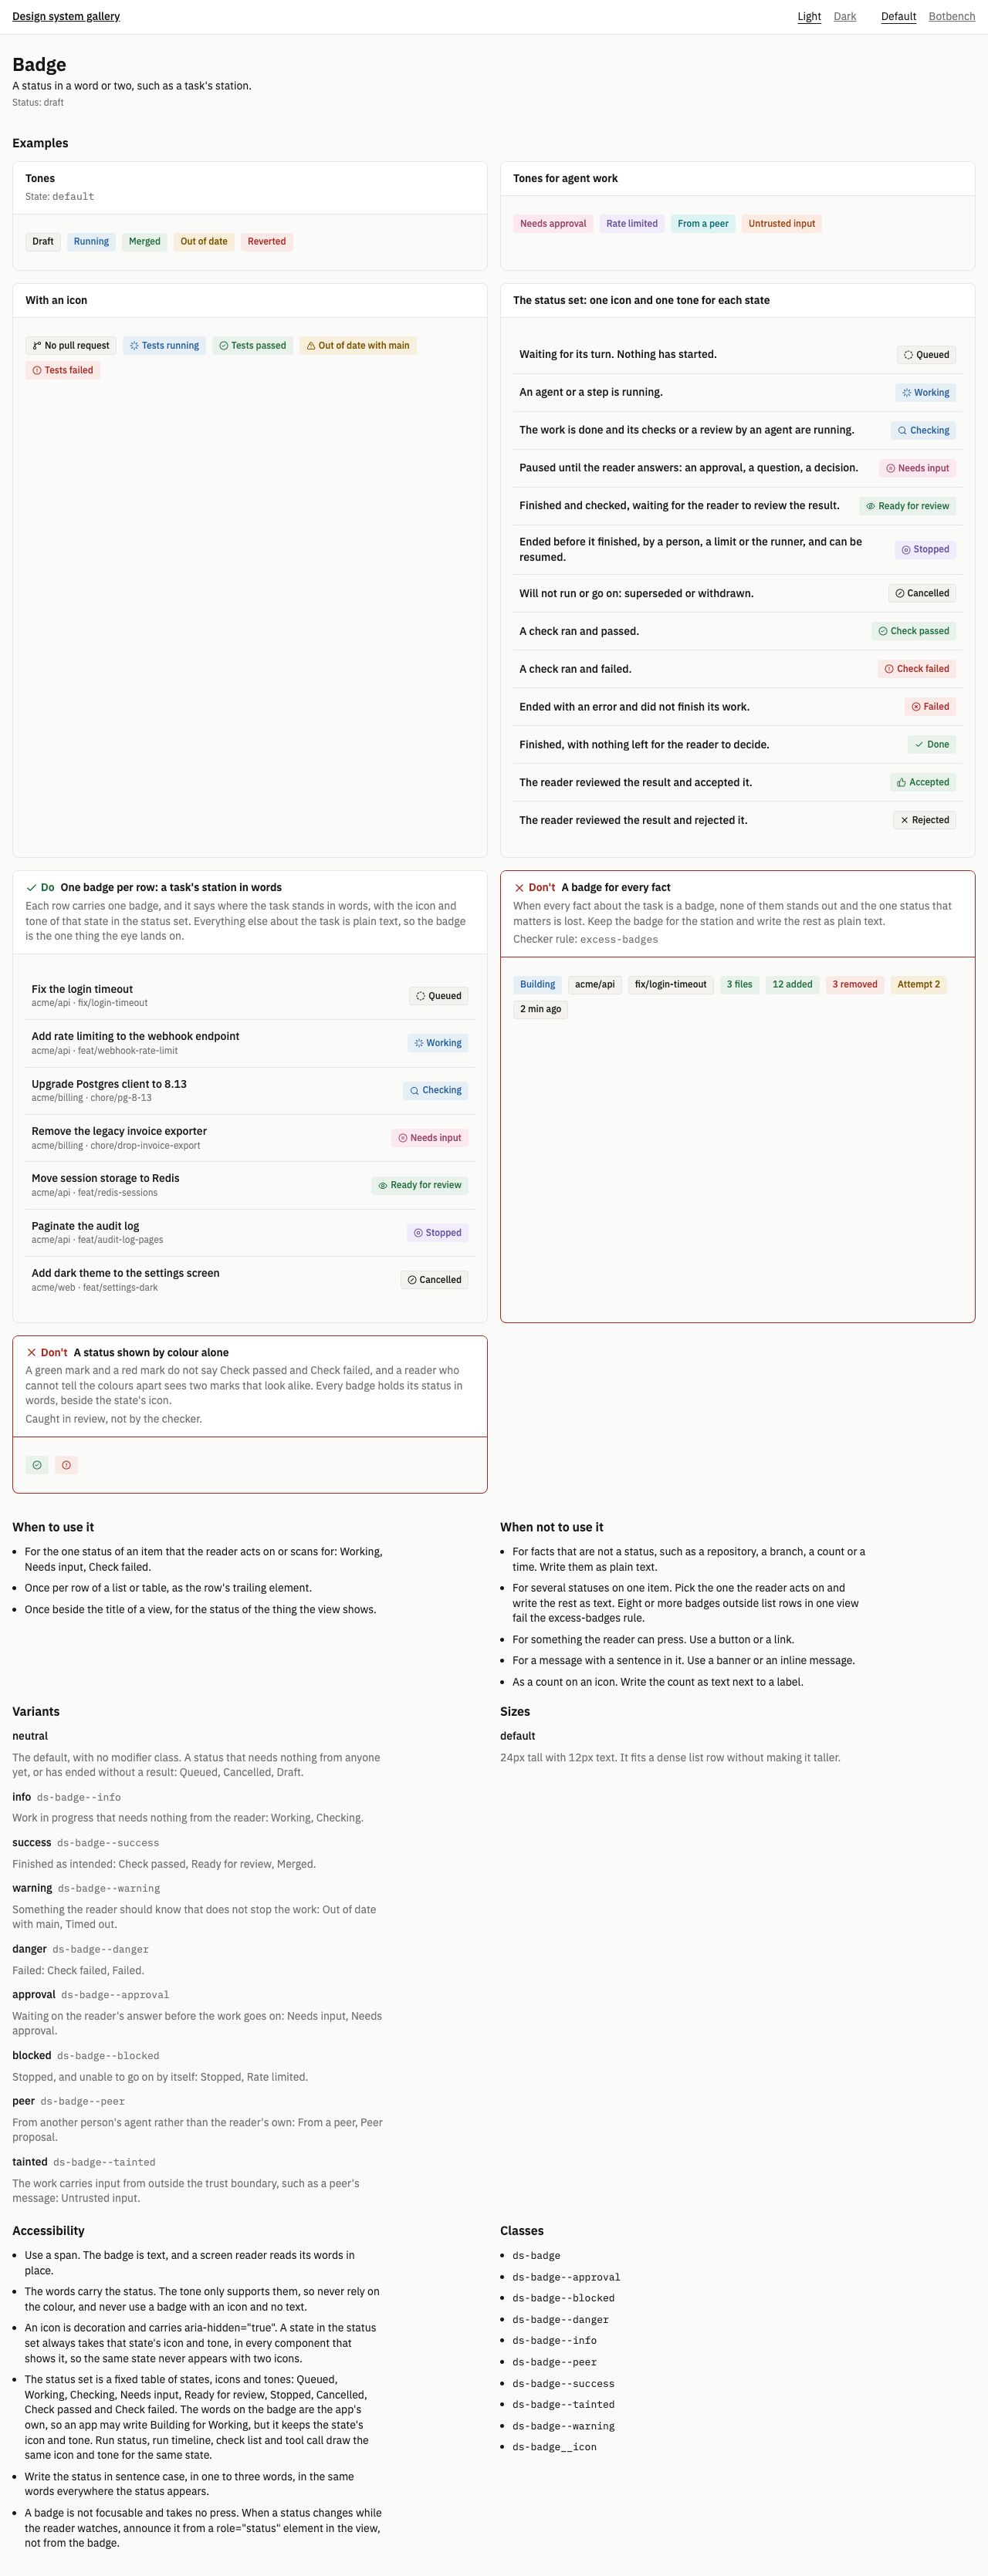 Design system gallery
Light Dark Default Botbench
Badge
A status in a word or two, such as a task's station.
Status: draft
Examples
Tones
State: default
Draft Running Merged Out of date Reverted
Tones for agent work
Needs approval Rate limited From a peer Untrusted input
With an icon
No pull request Tests running Tests passed Out of date with main
Tests failed
The status set: one icon and one tone for each state
Waiting for its turn. Nothing has started. Queued
An agent or a step is running. Working
The work is done and its checks or a review by an agent are running. Checking
Paused until the reader answers: an approval, a question, a decision. Needs input
Finished and checked, waiting for the reader to review the result. Ready for review
Ended before it finished, by a person, a limit or the runner, and can be
resumed. Stopped
Will not run or go on: superseded or withdrawn. Cancelled
A check ran and passed. Check passed
A check ran and failed. Check failed
Ended with an error and did not finish its work. Failed
Finished, with nothing left for the reader to decide. Done
The reader reviewed the result and accepted it. Accepted
The reader reviewed the result and rejected it. Rejected
Do One badge per row: a task's station in words
Each row carries one badge, and it says where the task stands in words, with the icon and
tone of that state in the status set. Everything else about the task is plain text, so the badge
is the one thing the eye lands on.
Fix the login timeout
acme/api · fix/login-timeout
Queued
Add rate limiting to the webhook endpoint
acme/api · feat/webhook-rate-limit
Working
Upgrade Postgres client to 8.13
acme/billing · chore/pg-8-13
Checking
Remove the legacy invoice exporter
acme/billing · chore/drop-invoice-export
Needs input
Move session storage to Redis
acme/api · feat/redis-sessions
Ready for review
Paginate the audit log
acme/api · feat/audit-log-pages
Stopped
Add dark theme to the settings screen
acme/web · feat/settings-dark
Cancelled
Don't A badge for every fact
When every fact about the task is a badge, none of them stands out and the one status that
matters is lost. Keep the badge for the station and write the rest as plain text.
Checker rule: excess-badges
Building acme/api fix/login-timeout 3 files 12 added 3 removed Attempt 2
2 min ago
Don't A status shown by colour alone
A green mark and a red mark do not say Check passed and Check failed, and a reader who
cannot tell the colours apart sees two marks that look alike. Every badge holds its status in
words, beside the state's icon.
Caught in review, not by the checker.
When to use it
For the one status of an item that the reader acts on or scans for: Working,
Needs input, Check failed.
Once per row of a list or table, as the row's trailing element.
Once beside the title of a view, for the status of the thing the view shows.
When not to use it
For facts that are not a status, such as a repository, a branch, a count or a
time. Write them as plain text.
For several statuses on one item. Pick the one the reader acts on and
write the rest as text. Eight or more badges outside list rows in one view
fail the excess-badges rule.
For something the reader can press. Use a button or a link.
For a message with a sentence in it. Use a banner or an inline message.
As a count on an icon. Write the count as text next to a label.
Variants
neutral
The default, with no modifier class. A status that needs nothing from anyone
yet, or has ended without a result: Queued, Cancelled, Draft.
info ds-badge--info
Work in progress that needs nothing from the reader: Working, Checking.
success ds-badge--success
Finished as intended: Check passed, Ready for review, Merged.
warning ds-badge--warning
Something the reader should know that does not stop the work: Out of date
with main, Timed out.
danger ds-badge--danger
Failed: Check failed, Failed.
approval ds-badge--approval
Waiting on the reader's answer before the work goes on: Needs input, Needs
approval.
blocked ds-badge--blocked
Stopped, and unable to go on by itself: Stopped, Rate limited.
peer ds-badge--peer
From another person's agent rather than the reader's own: From a peer, Peer
proposal.
tainted ds-badge--tainted
The work carries input from outside the trust boundary, such as a peer's
message: Untrusted input.
Sizes
default
24px tall with 12px text. It fits a dense list row without making it taller.
Accessibility
Use a span. The badge is text, and a screen reader reads its words in
place.
The words carry the status. The tone only supports them, so never rely on
the colour, and never use a badge with an icon and no text.
An icon is decoration and carries aria-hidden="true". A state in the status
set always takes that state's icon and tone, in every component that
shows it, so the same state never appears with two icons.
The status set is a fixed table of states, icons and tones: Queued,
Working, Checking, Needs input, Ready for review, Stopped, Cancelled,
Check passed and Check failed. The words on the badge are the app's
own, so an app may write Building for Working, but it keeps the state's
icon and tone. Run status, run timeline, check list and tool call draw the
same icon and tone for the same state.
Write the status in sentence case, in one to three words, in the same
words everywhere the status appears.
A badge is not focusable and takes no press. When a status changes while
the reader watches, announce it from a role="status" element in the view,
not from the badge.
Classes
ds-badge
ds-badge--approval
ds-badge--blocked
ds-badge--danger
ds-badge--info
ds-badge--peer
ds-badge--success
ds-badge--tainted
ds-badge--warning
ds-badge__icon